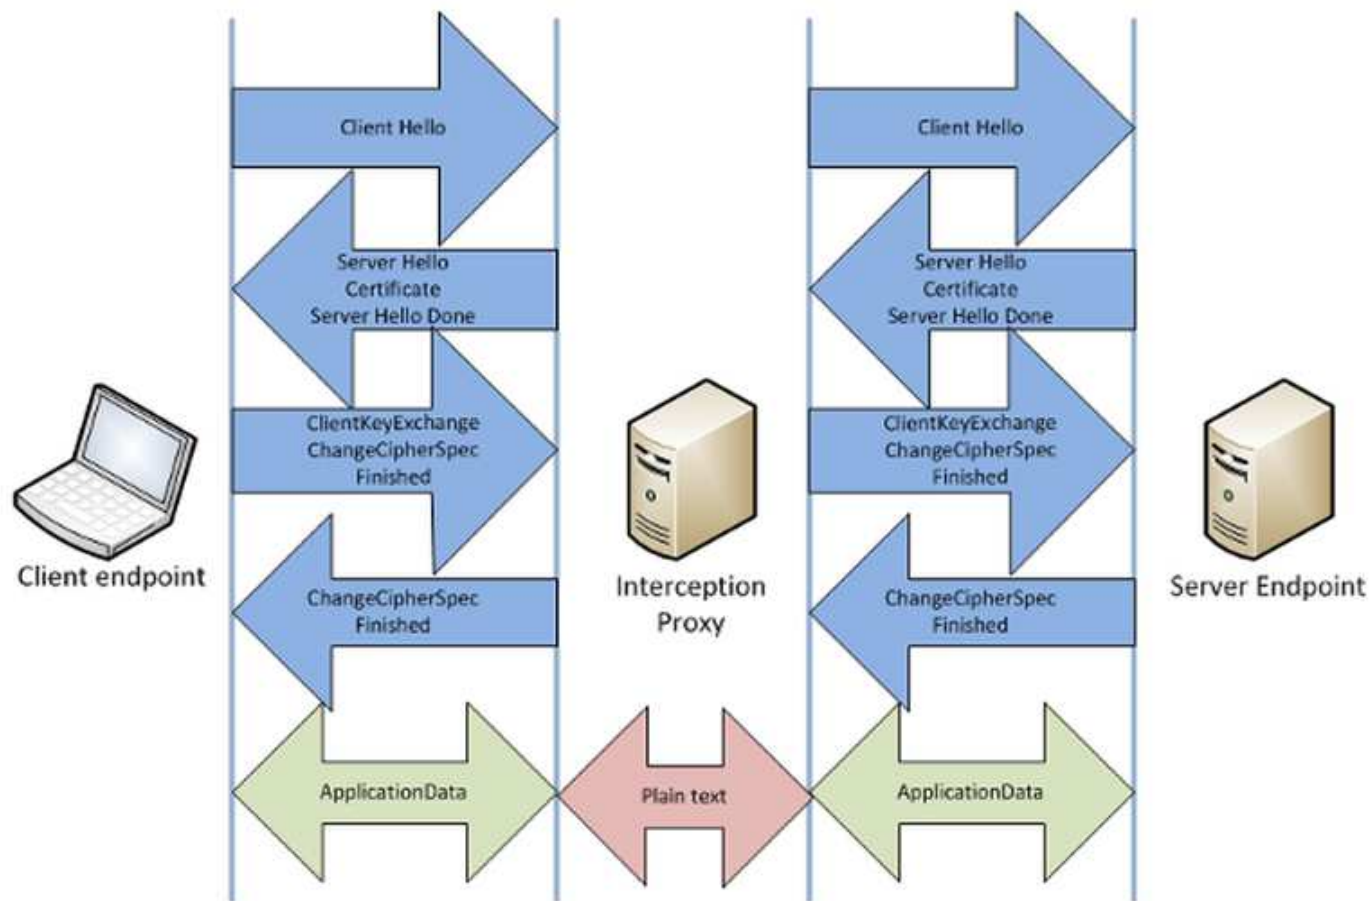 Client Hello
Client Hello
Server Hello
Certificate
Server Hello Done
Server Hello
Certificate
Server Hello Done
ClientKeyExchange
ChangeCipherSpec
Finished
ClientKeyExchange
ChangeCipherSpec
Finished
Client endpoint
Interception
Proxy
Server Endpoint
ChangeCipherSpec
Finished
ChangeCipherSpec
Finished
ApplicationData
Plain text
ApplicationData